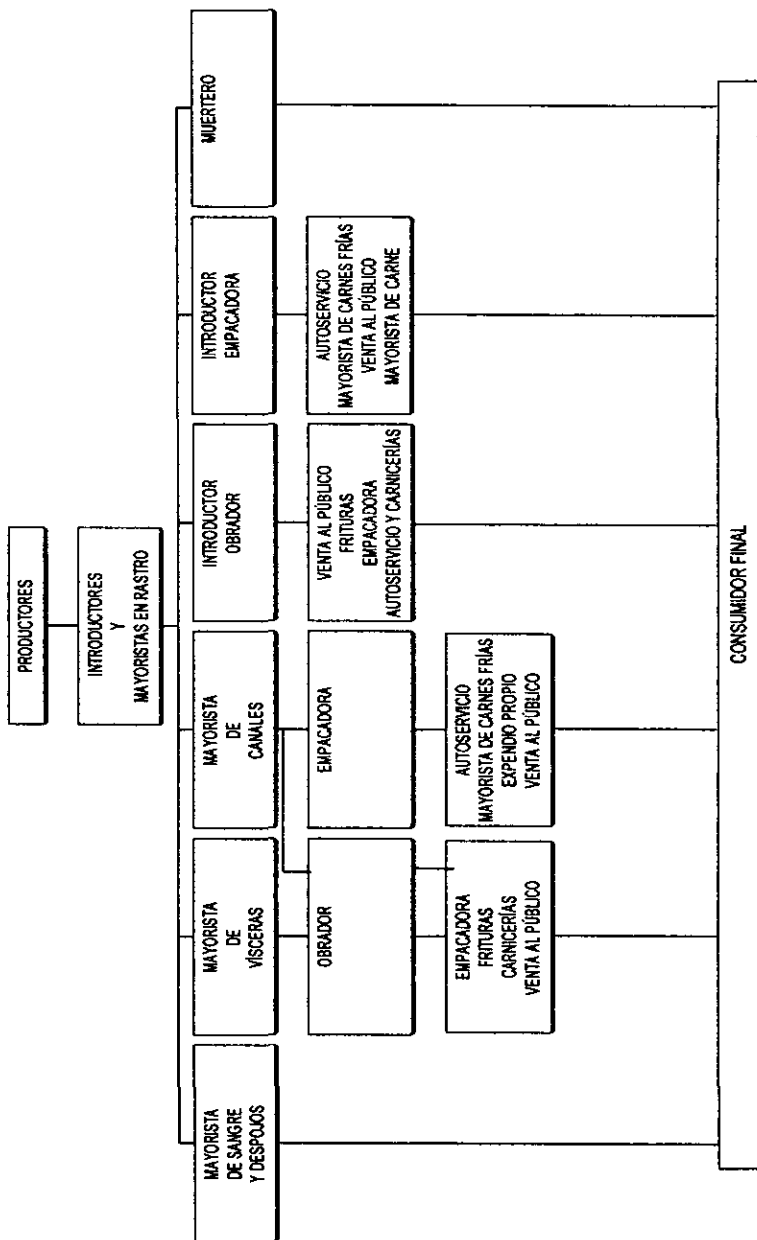 PRODUCTORES
INTRODUCTORES
Y
MAYORISTAS EN RASTRO
MAYORISTA
DE SANGRE
Y DESPOJOS
MAYORISTA
DE
VÍSCERAS
MAYORISTA
DE
CANALES
INTRODUCTOR
OBRADOR
INTRODUCTOR
EMPACADORA
MUERTERO
OBRADOR
EMPACADORA
VENTA AL PÚBLICO
FRITURAS
EMPACADORA
AUTOSERVICIO Y CARNICERÍAS
AUTOSERVICIO
MAYORISTA DE CARNES FRÍAS
VENTA AL PÚBLICO
MAYORISTA DE CARNE
EMPACADORA
FRITURAS
CARNICERÍAS
VENTA AL PÚBLICO
AUTOSERVICIO
MAYORISTA DE CARNES FRÍAS
EXPENDIO PROPIO
VENTA AL PÚBLICO
CONSUMIDOR FINAL